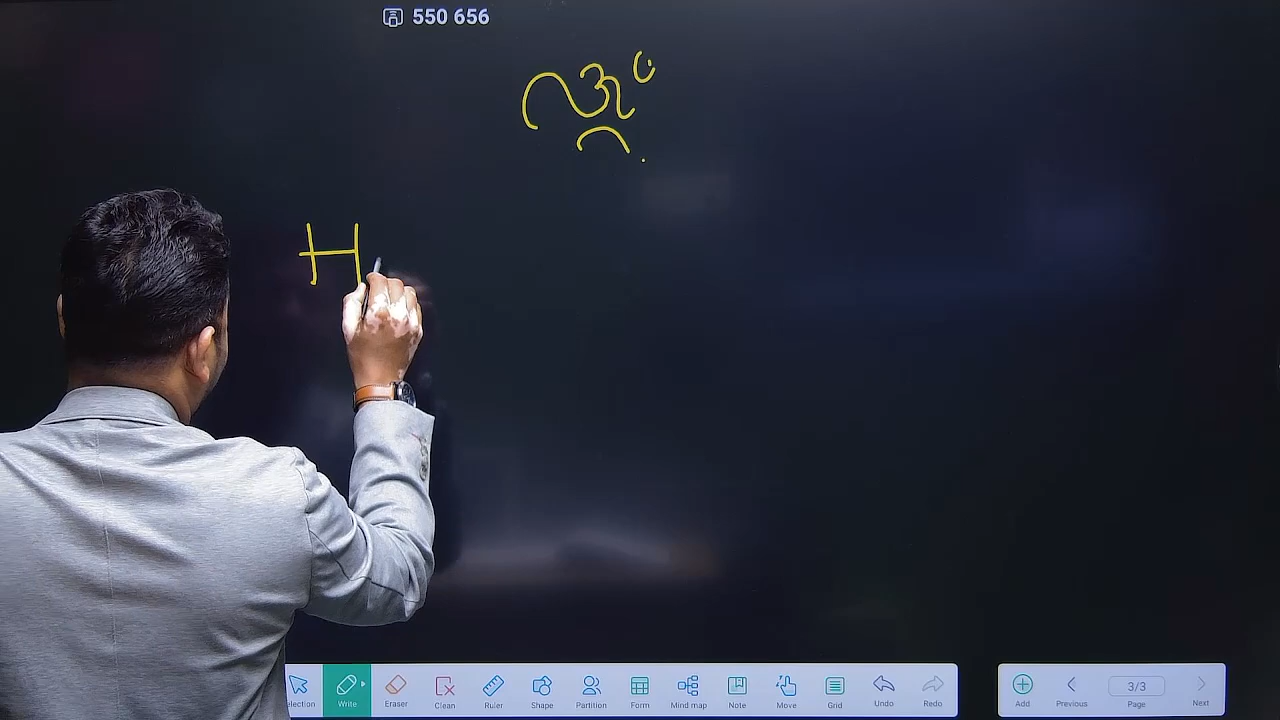 550 656
ॐ
H
election Write Eraser Clean Ruler Shape Partition Form Mind map Note Move Grid Undo Redo
Add Previous 3/3 Page Next